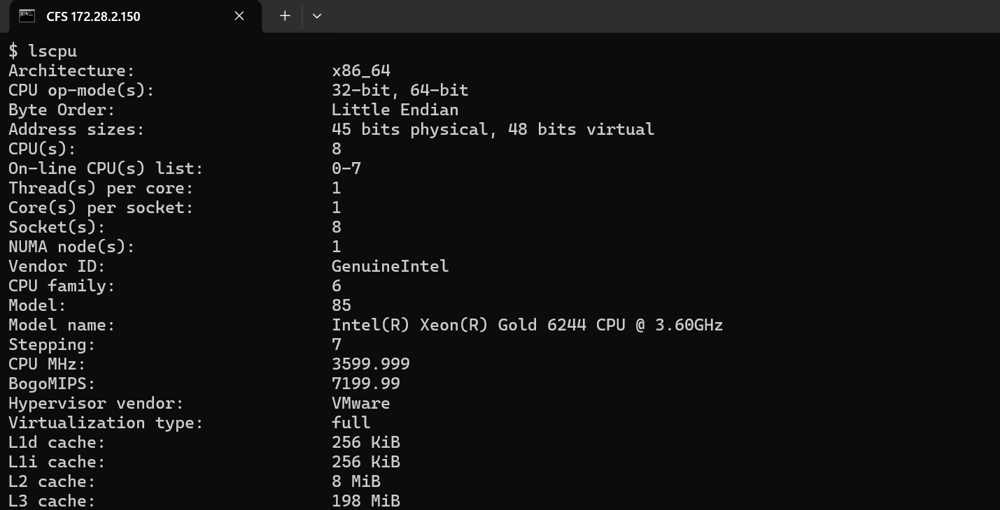 CFS 172.28.2.150
$ lscpu
Architecture: x86_64
CPU op-mode(s): 32-bit, 64-bit
Byte Order: Little Endian
Address sizes: 45 bits physical, 48 bits virtual
CPU(s): 8
On-line CPU(s) list: 0-7
Thread(s) per core: 1
Core(s) per socket: 1
Socket(s): 8
NUMA node(s): 1
Vendor ID: GenuineIntel
CPU family: 6
Model: 85
Model name: Intel(R) Xeon(R) Gold 6244 CPU @ 3.60GHz
Stepping: 7
CPU MHz: 3599.999
BogoMIPS: 7199.99
Hypervisor vendor: VMware
Virtualization type: full
L1d cache: 256 KiB
L1i cache: 256 KiB
L2 cache: 8 MiB
L3 cache: 198 MiB